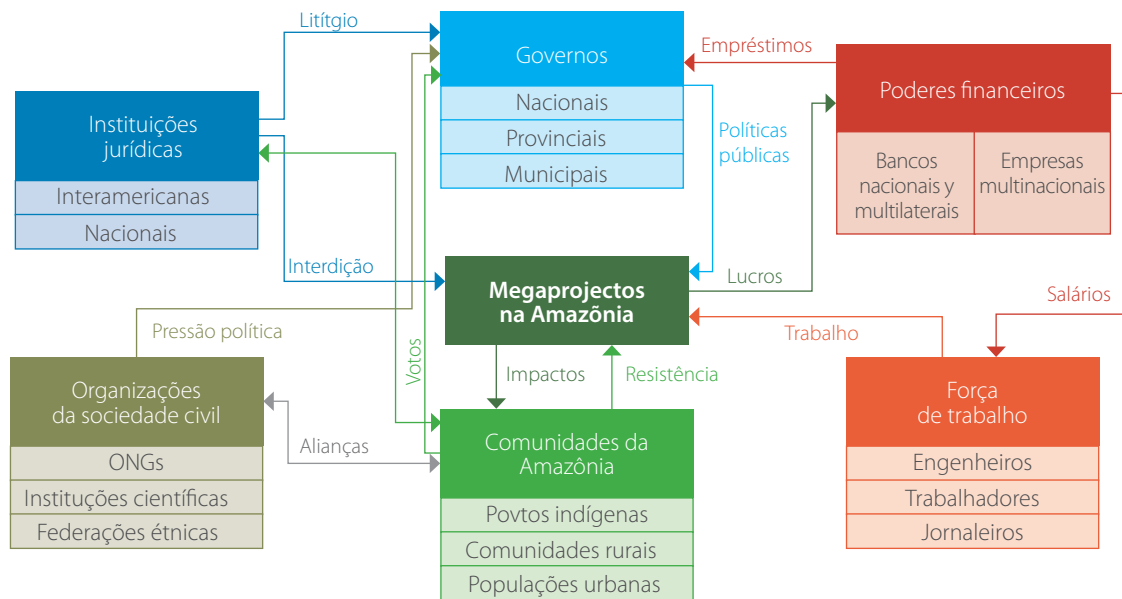 Litítgio
Governos
Nacionais
Provinciais
Municipais
Empréstimos
Poderes financeiros
Bancos
nacionais y
multilaterais
Empresas
multinacionais
Instituições
jurídicas
Interamericanas
Nacionais
Políticas
públicas
Interdição
Megaprojectos
na Amazônia
Lucros
Salários
Pressão política
Votos
Impactos
Resistência
Trabalho
Organizações
da sociedade civil
ONGs
Instituções científicas
Federações étnicas
Alianças
Comunidades da
Amazônia
Povtos indígenas
Comunidades rurais
Populações urbanas
Força
de trabalho
Engenheiros
Trabalhadores
Jornaleiros